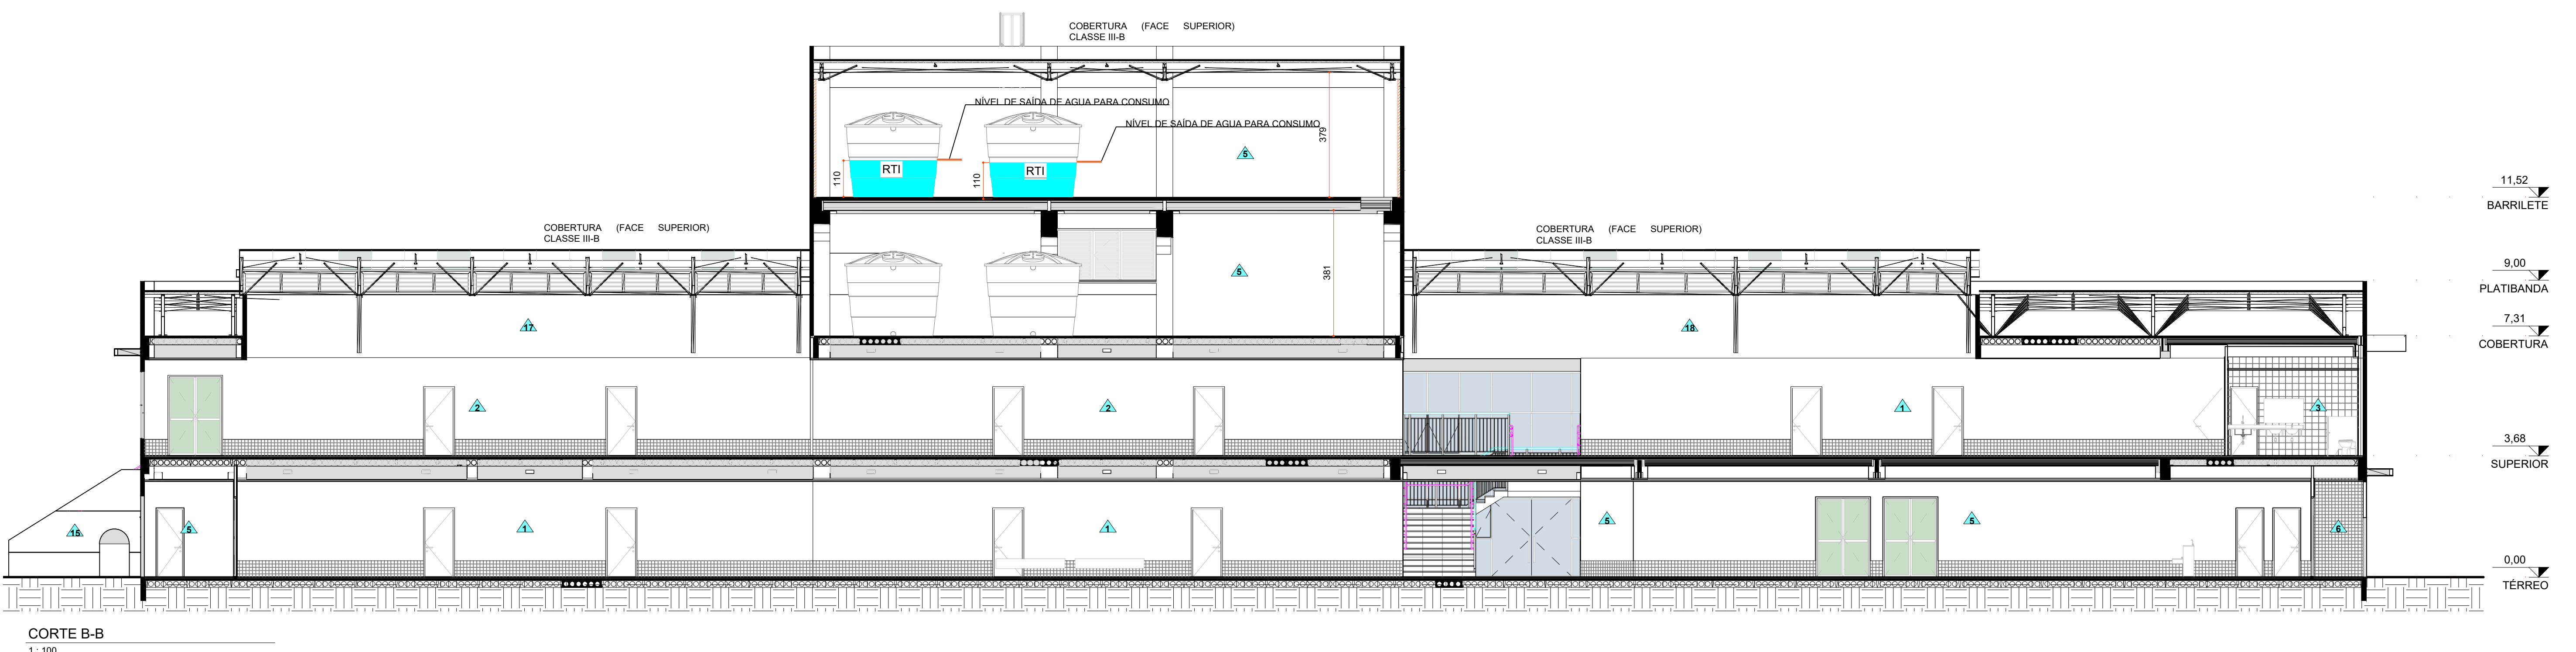 COBERTURA (FACE SUPERIOR)
CLASSE III-B
NÍVEL DE SAÍDA DE AGUA PARA CONSUMO
NÍVEL DE SAÍDA DE AGUA PARA CONSUMO
379
5
RTI
RTI
110
110
11,52
BARRILETE
COBERTURA (FACE SUPERIOR)
CLASSE III-B
COBERTURA (FACE SUPERIOR)
CLASSE III-B
5
381
9,00
PLATIBANDA
17
18
7,31
COBERTURA
2
2
1
3
3,68
SUPERIOR
15
5
1
1
5
5
6
0,00
TÉRREO
CORTE B-B
1 : 100